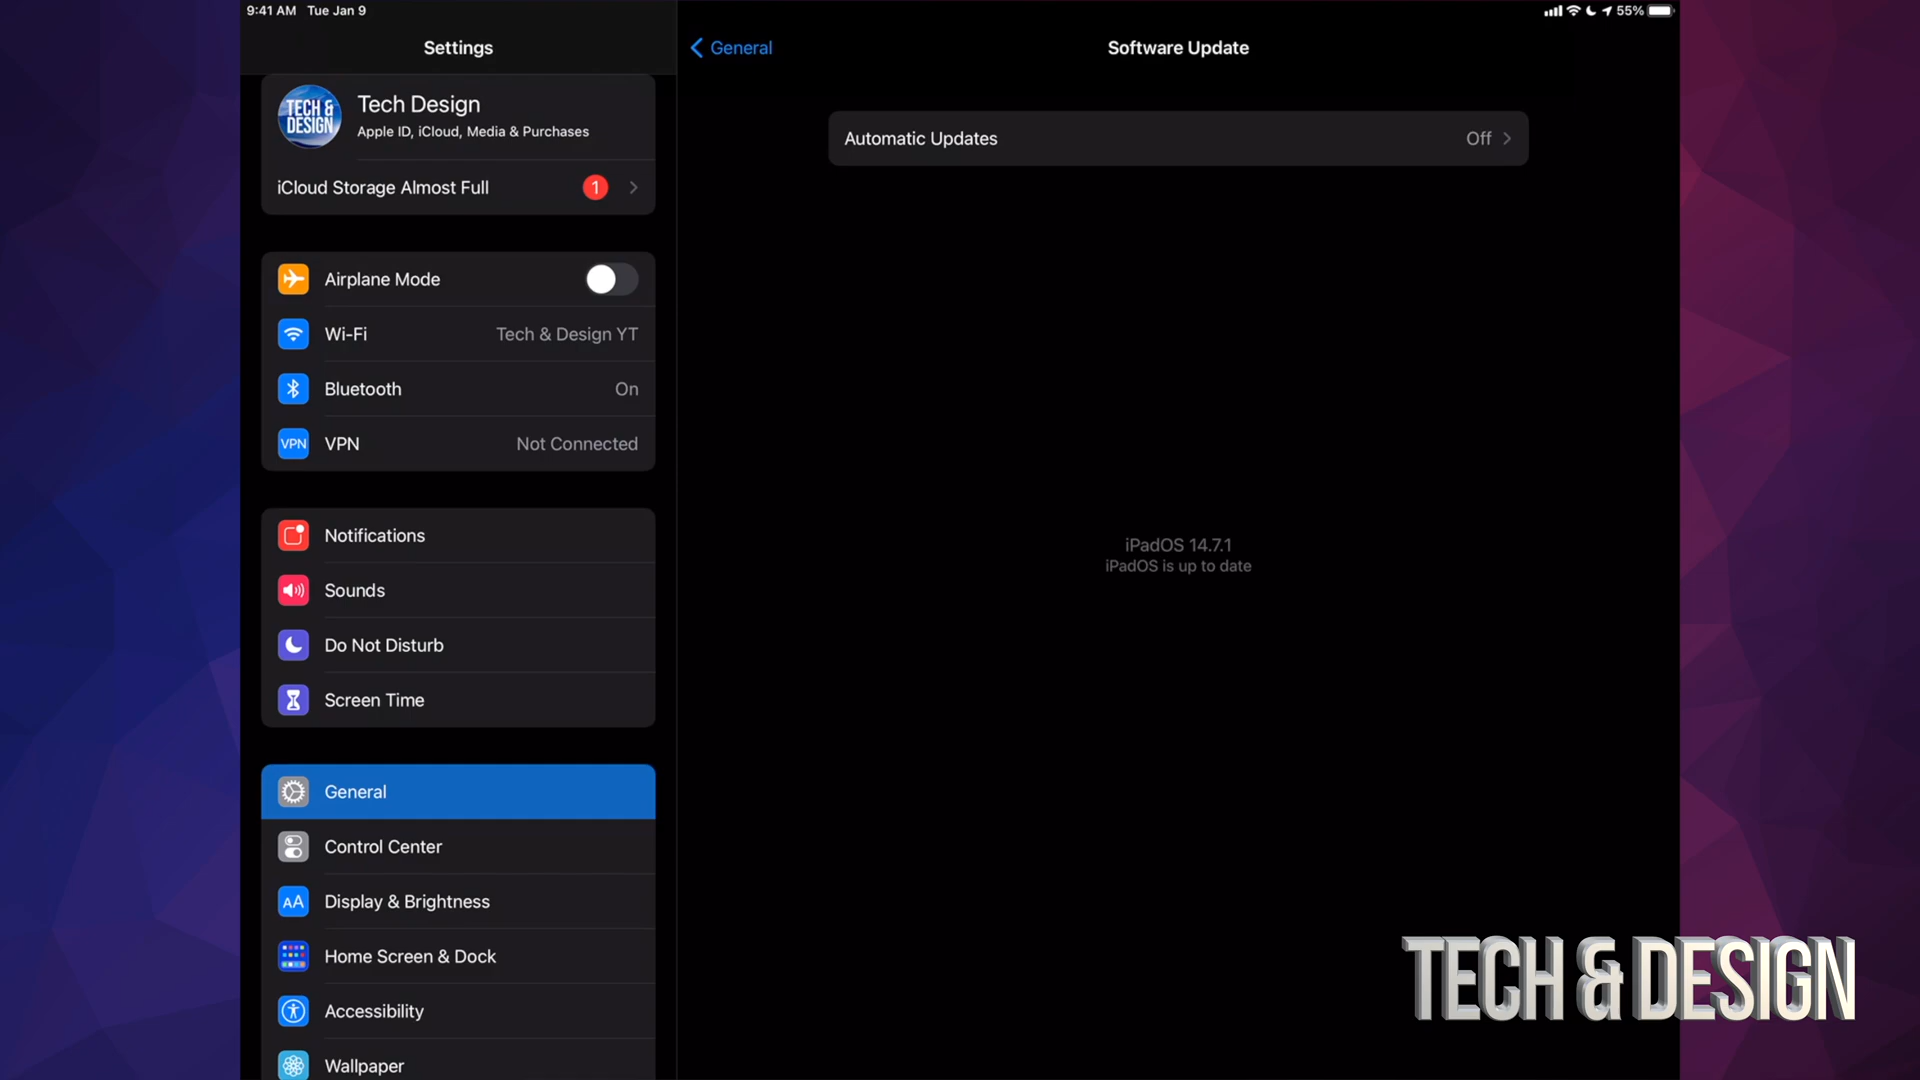 9:41 AM Tue Jan 9
55%
Settings
General
Software Update
TECH &
DESIGN
Tech Design
Apple ID, iCloud, Media & Purchases
iCloud Storage Almost Full
1
Automatic Updates
Off
Airplane Mode
Wi-Fi
Tech & Design YT
Bluetooth
On
VPN
VPN
Not Connected
Notifications
Sounds
Do Not Disturb
Screen Time
iPadOS 14.7.1
iPadOS is up to date
General
Control Center
AA
Display & Brightness
Home Screen & Dock
Accessibility
Wallpaper
TECH & DESIGN